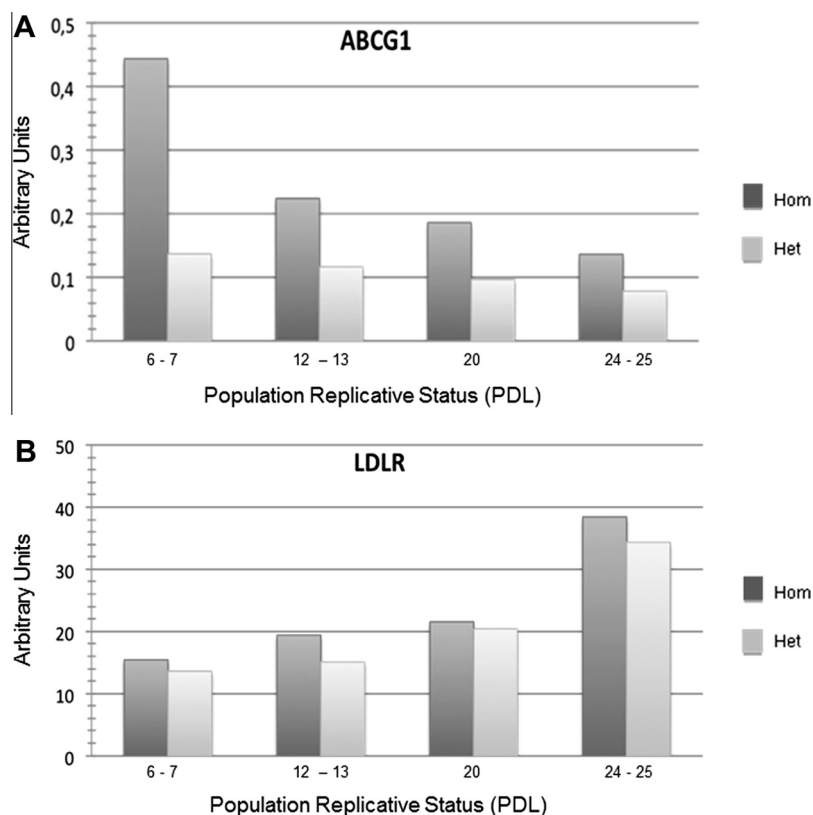 A
ABCG1
0,5
0,4
0,3
0,2
0,1
0
Arbitrary Units
6 - 7
12 – 13
20
24 - 25
Population Replicative Status (PDL)
Hom
Het
B
LDLR
50
40
30
20
10
0
Arbitrary Units
6 - 7
12 – 13
20
24 - 25
Population Replicative Status (PDL)
Hom
Het